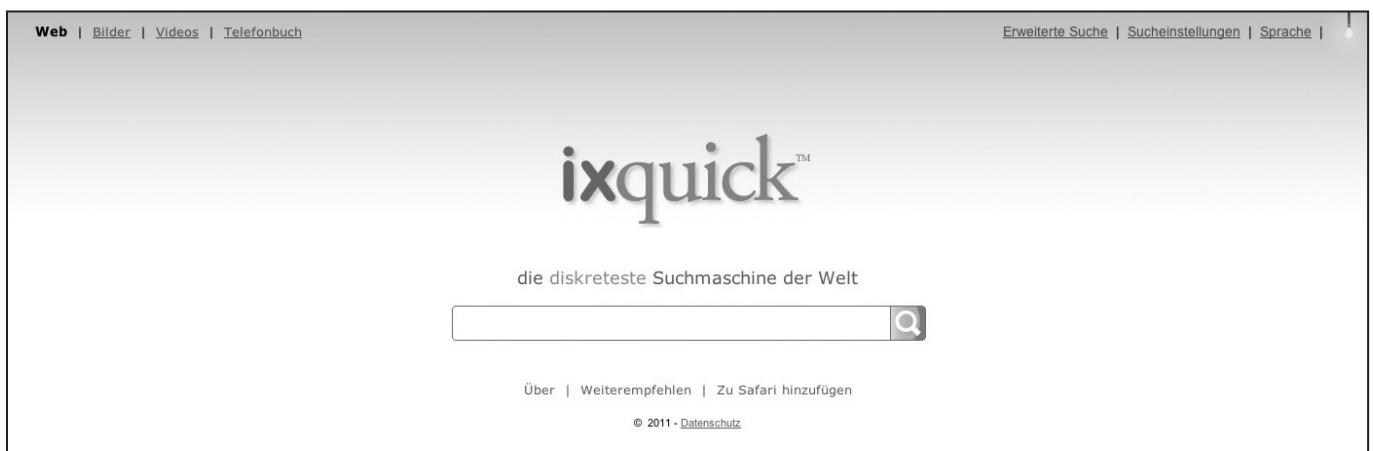 Web | Bilder | Videos | Telefonbuch Erweiterte Suche | Sucheinstellungen | Sprache |
ixquick™
die diskreteste Suchmaschine der Welt
Über | Weiterempfehlen | Zu Safari hinzufügen
© 2011 - Datenschutz